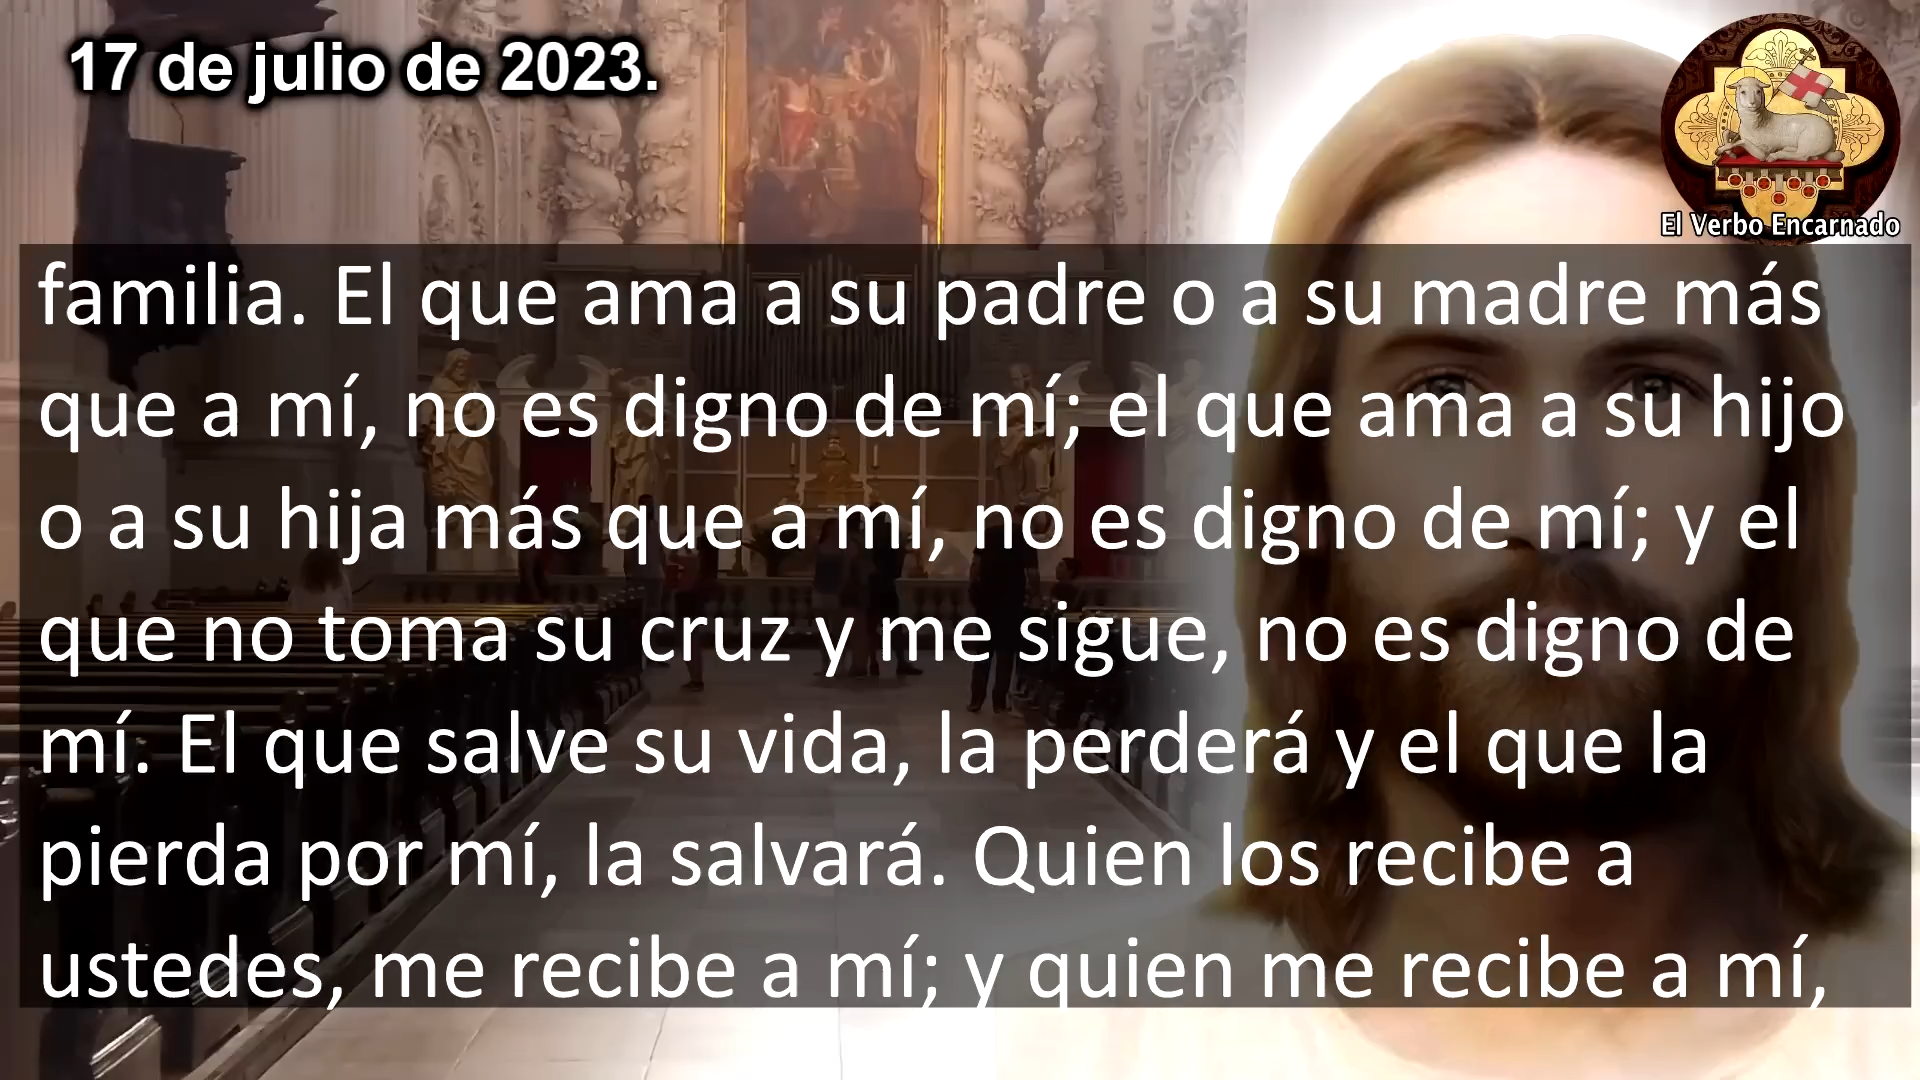 17 de julio de 2023.
El Verbo Encarnado
familia. El que ama a su padre o a su madre más
que a mí, no es digno de mí; el que ama a su hijo
o a su hija más que a mí, no es digno de mí; y el
que no toma su cruz y me sigue, no es digno de
mí. El que salve su vida, la perderá y el que la
pierda por mí, la salvará. Quien los recibe a
ustedes, me recibe a mí; y quien me recibe a mí,